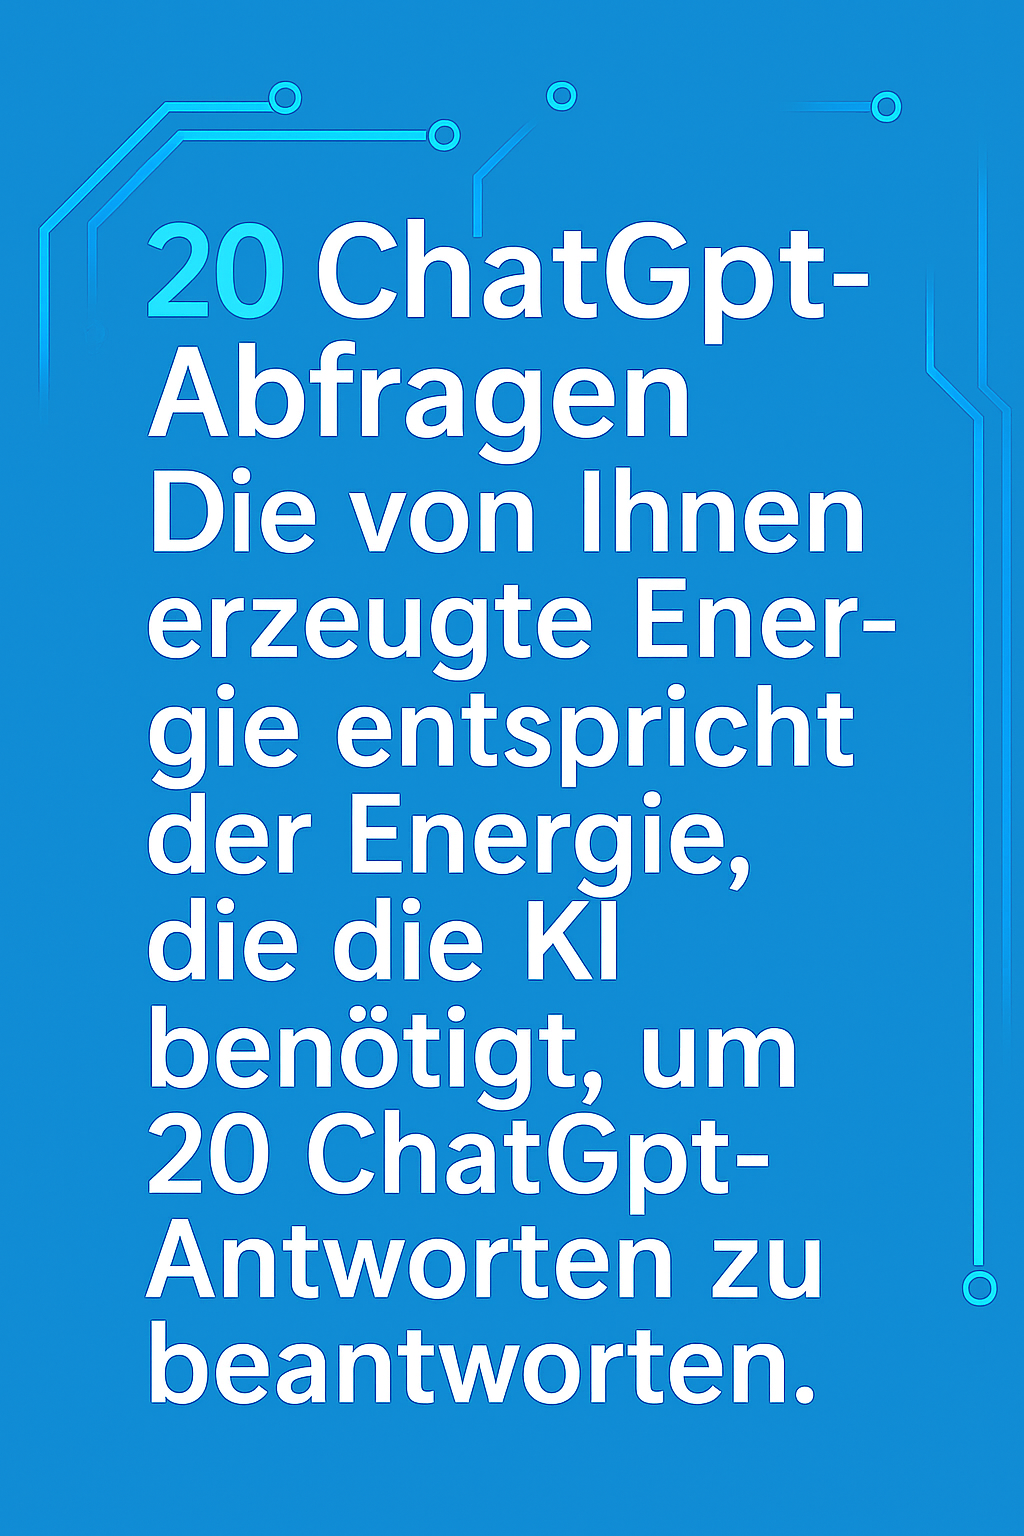 20 ChatGpt-
Abfragen
Die von Ihnen
erzeugte Ener-
gie entspricht
der Energie,
die die KI
benötigt, um
20 ChatGpt-
Antworten zu
beantworten.